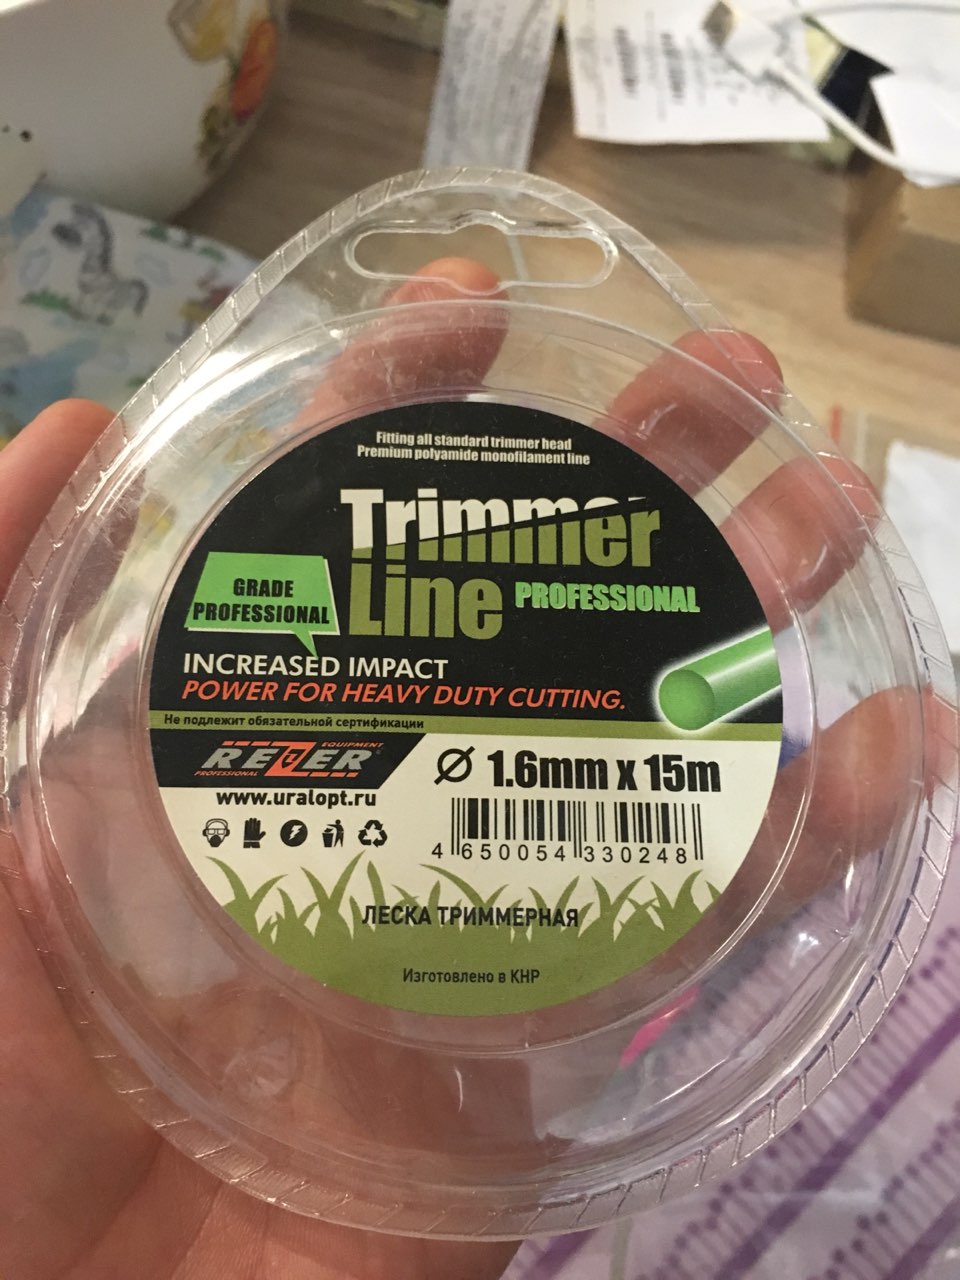 Fitting all standard trimmer head
Premium polyamide monofilament line
Trimmer
Line PROFESSIONAL
GRADE
PROFESSIONAL
INCREASED IMPACT
POWER FOR HEAVY DUTY CUTTING.
Не подлежит обязательной сертификации
EQUIPMENT
REZER
PROFESSIONAL
www.uralopt.ru
Ø 1.6mm x 15m
4 650054 330248
ЛЕСКА ТРИММЕРНАЯ
Изготовлено в КНР